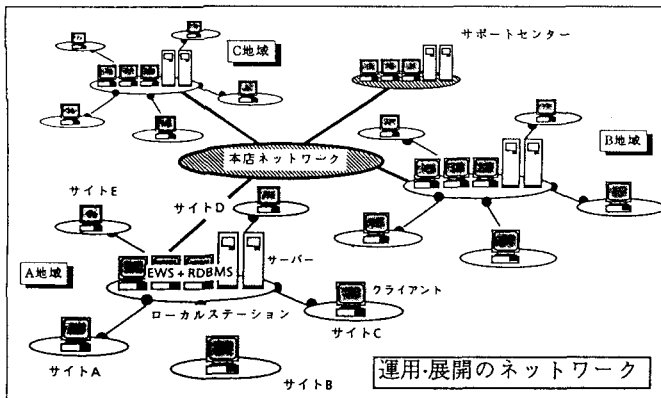 C地域
サポートセンター
本店ネットワーク
B地域
サイトE
サイトD
サーバー
A地域
EWS+RDBMS
クライアント
ローカルステーション
サイトC
サイトA
サイトB
運用・展開のネットワーク